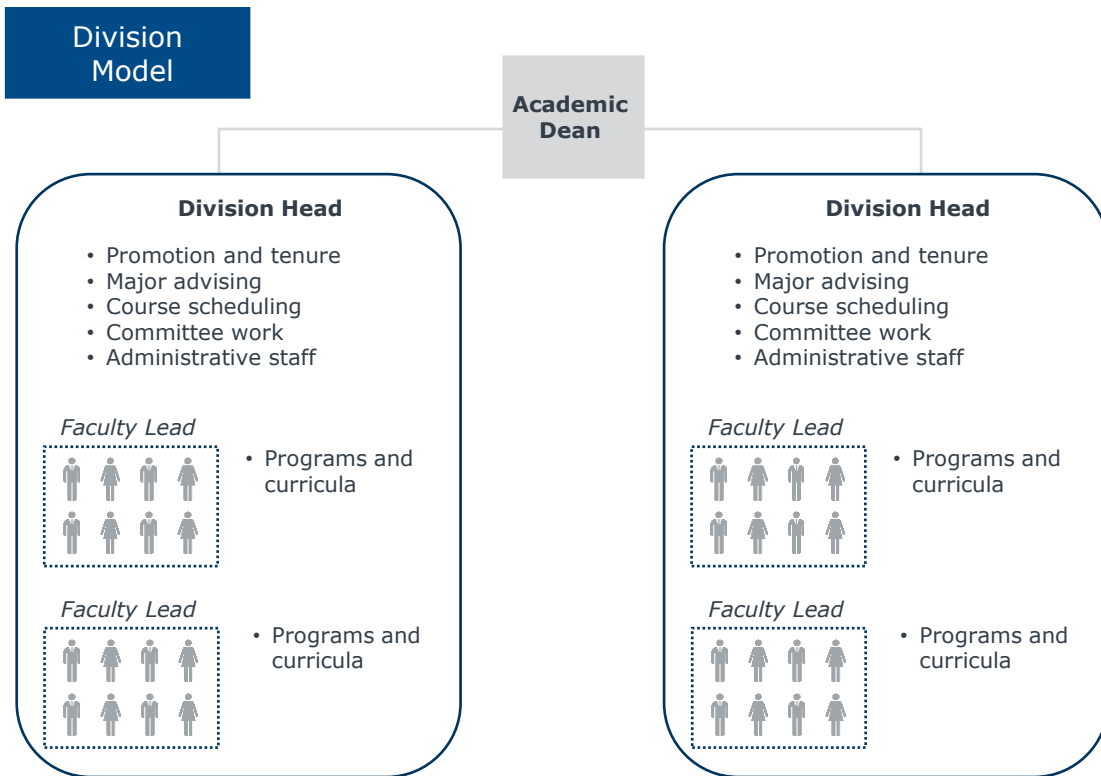 Division
Model
Academic
Dean
Division Head
• Promotion and tenure
• Major advising
• Course scheduling
• Committee work
• Administrative staff
Faculty Lead
• Programs and
curricula
Faculty Lead
• Programs and
curricula
Division Head
• Promotion and tenure
• Major advising
• Course scheduling
• Committee work
• Administrative staff
Faculty Lead
• Programs and
curricula
Faculty Lead
• Programs and
curricula